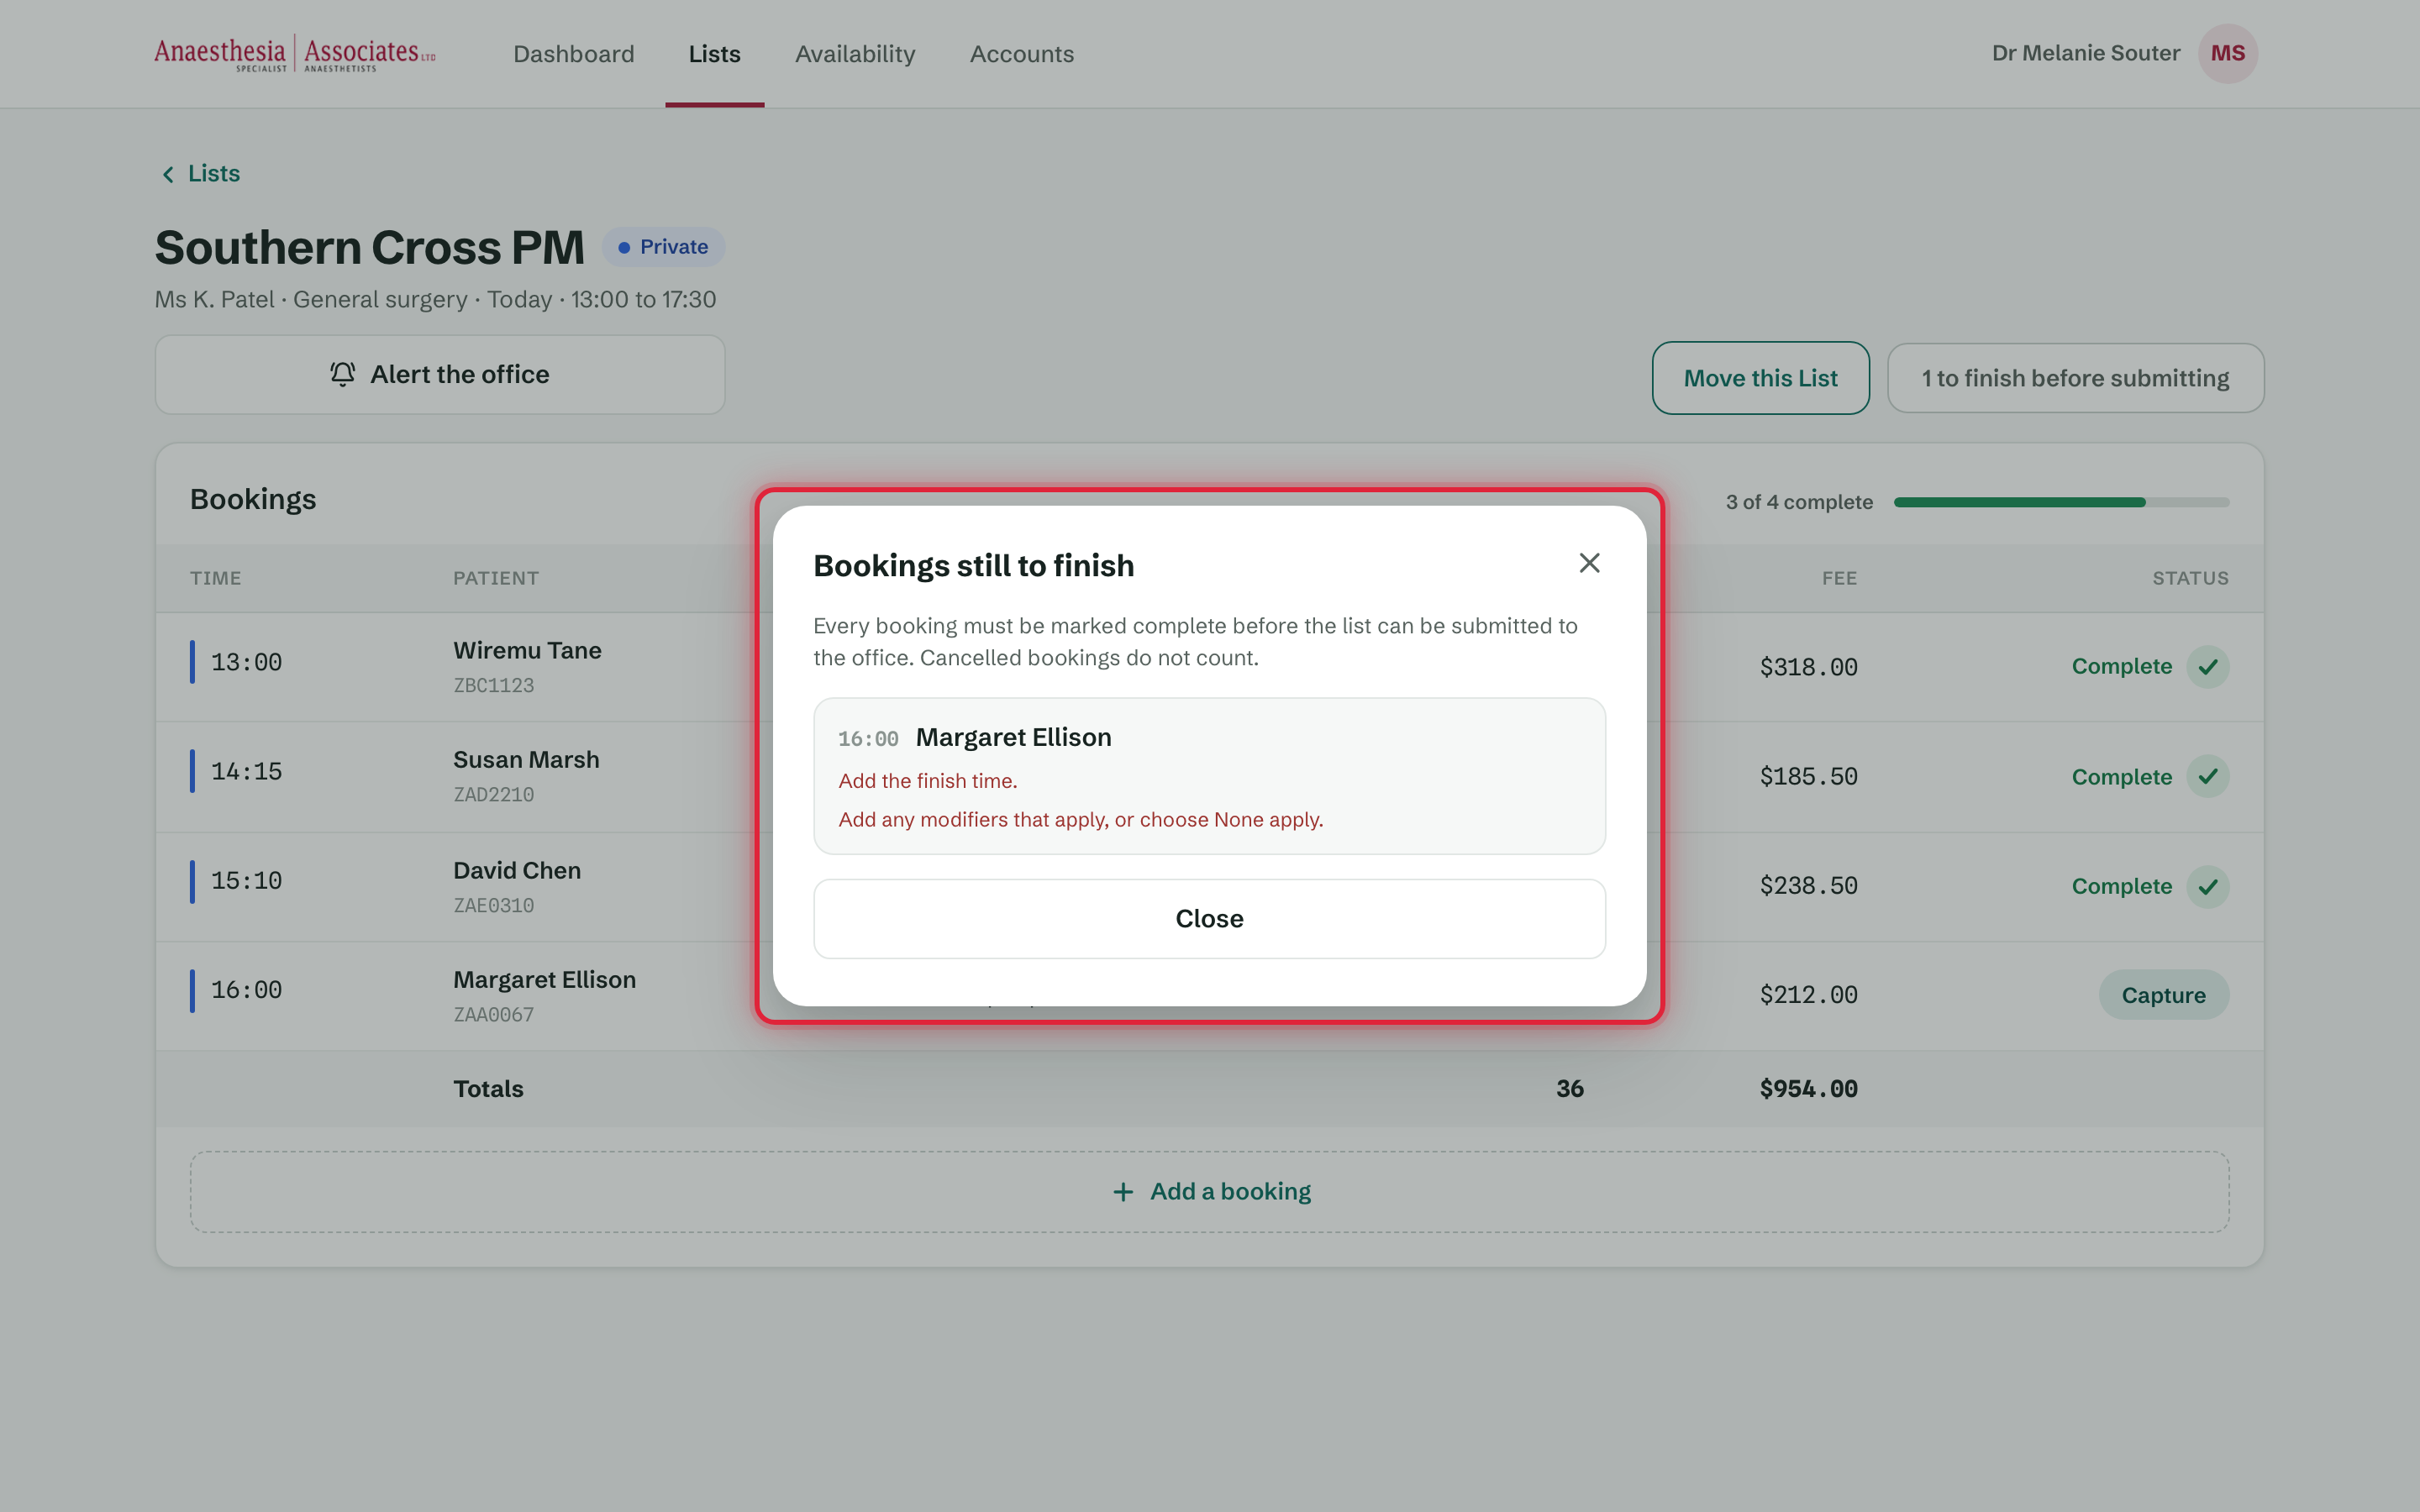 Anaesthesia Associates LTD
SPECIALIST ANAESTHETISTS
Dashboard
Lists
Availability
Accounts
Dr Melanie Souter
MS
Lists
Southern Cross PM
Private
Ms K. Patel · General surgery · Today · 13:00 to 17:30
Alert the office
Move this List
1 to finish before submitting
Bookings
3 of 4 complete
TIME
PATIENT
FEE
STATUS
13:00
Wiremu Tane
ZBC1123
$318.00
Complete
14:15
Susan Marsh
ZAD2210
$185.50
Complete
15:10
David Chen
ZAE0310
$238.50
Complete
16:00
Margaret Ellison
ZAA0067
$212.00
Capture
Totals
36
$954.00
Add a booking
Bookings still to finish
Every booking must be marked complete before the list can be submitted to
the office. Cancelled bookings do not count.
16:00 Margaret Ellison
Add the finish time.
Add any modifiers that apply, or choose None apply.
Close